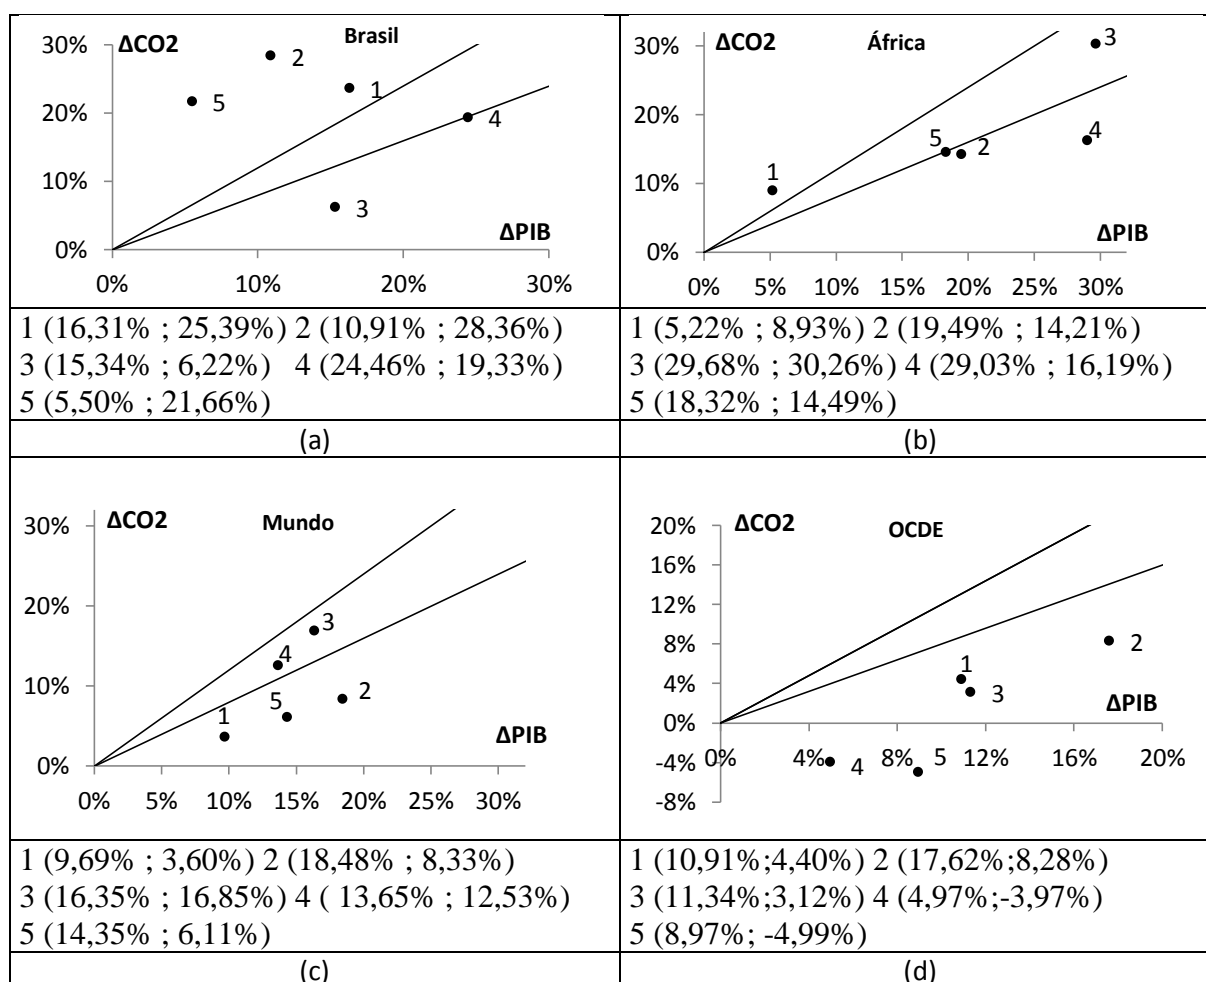 ΔCO2 Brasil
30%
20%
10%
0%
2
1
5
4
3
ΔPIB
0% 10% 20% 30%
1 (16,31% ; 25,39%) 2 (10,91% ; 28,36%)
3 (15,34% ; 6,22%) 4 (24,46% ; 19,33%)
5 (5,50% ; 21,66%)
(a)
ΔCO2 África
30%
20%
10%
0%
3
4
5
2
1
ΔPIB
0% 5% 10% 15% 20% 25% 30%
1 (5,22% ; 8,93%) 2 (19,49% ; 14,21%)
3 (29,68% ; 30,26%) 4 (29,03% ; 16,19%)
5 (18,32% ; 14,49%)
(b)
ΔCO2 Mundo
30%
20%
10%
0%
3
4
5
2
1
ΔPIB
0% 5% 10% 15% 20% 25% 30%
1 (9,69% ; 3,60%) 2 (18,48% ; 8,33%)
3 (16,35% ; 16,85%) 4 ( 13,65% ; 12,53%)
5 (14,35% ; 6,11%)
(c)
ΔCO2 OCDE
20%
16%
12%
8%
4%
0%
-4%
-8%
2
1
3
4
5
ΔPIB
0% 4% 8% 12% 16% 20%
1 (10,91%;4,40%) 2 (17,62%;8,28%)
3 (11,34%;3,12%) 4 (4,97%;-3,97%)
5 (8,97%; -4,99%)
(d)